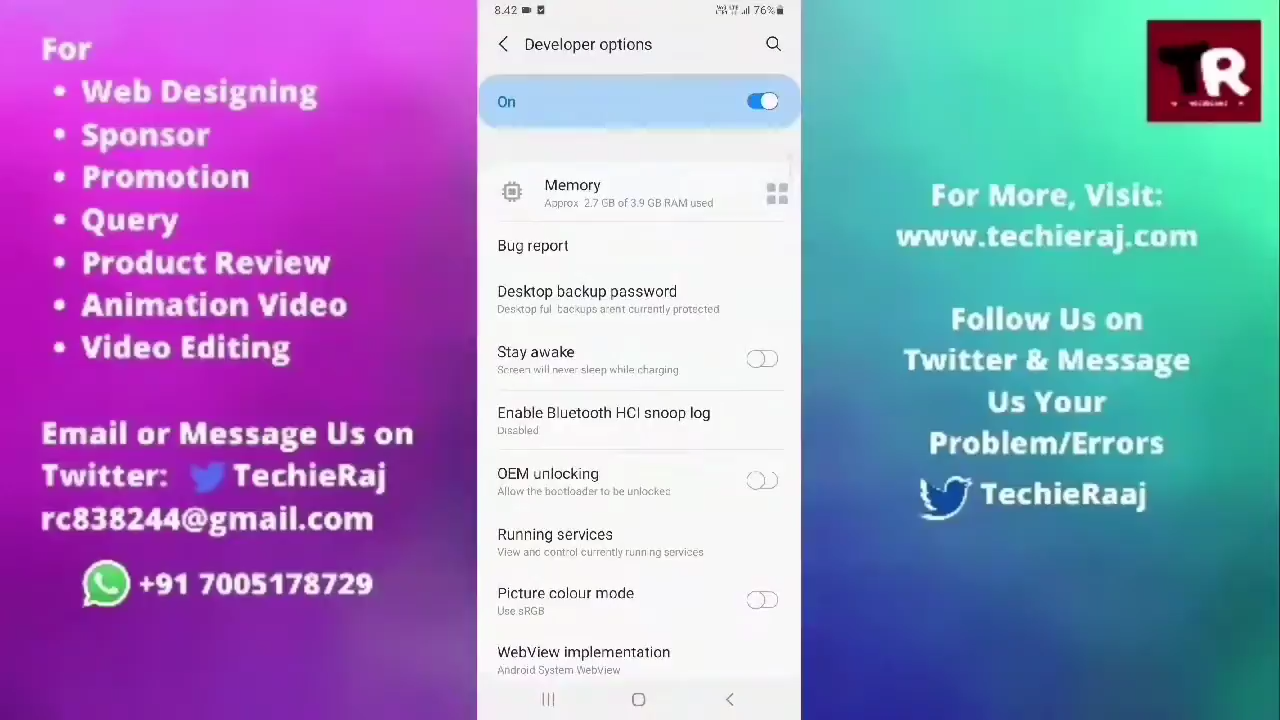 For
• Web Designing
• Sponsor
• Promotion
• Query
• Product Review
• Animation Video
• Video Editing
Email or Message Us on
Twitter: TechieRaj
rc838244@gmail.com
+91 7005178729
8.42
76%
Developer options
On
Memory
Approx. 2.7 GB of 3.9 GB RAM used
Bug report
Desktop backup password
Desktop full backups aren't currently protected
Stay awake
Screen will never sleep while charging
Enable Bluetooth HCI snoop log
Disabled
OEM unlocking
Allow the bootloader to be unlocked
Running services
View and control currently running services
Picture colour mode
Use sRGB
WebView implementation
Android System WebView
TR
For More, Visit:
www.techieraj.com
Follow Us on
Twitter & Message
Us Your
Problem/Errors
TechieRaaj